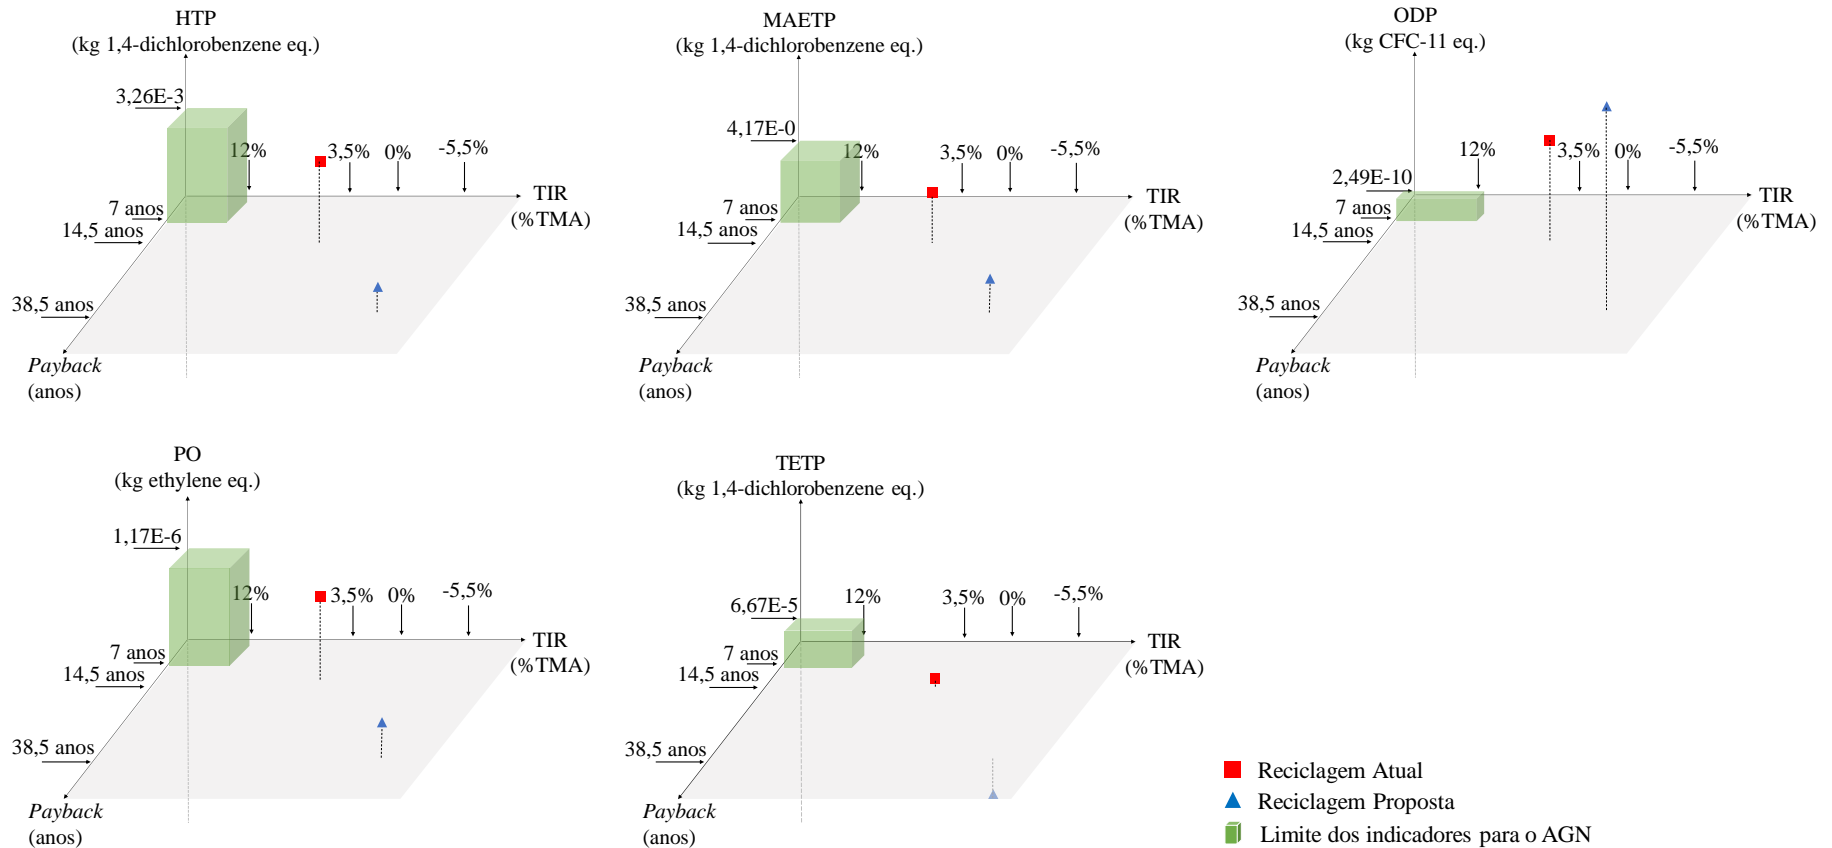 HTP
(kg 1,4-dichlorobenzene eq.)
3,26E-3
12%
3,5%
0%
-5,5%
TIR
(%TMA)
7 anos
14,5 anos
38,5 anos
Payback
(anos)
MAETP
(kg 1,4-dichlorobenzene eq.)
4,17E-0
12%
3,5%
0%
-5,5%
TIR
(%TMA)
7 anos
14,5 anos
38,5 anos
Payback
(anos)
ODP
(kg CFC-11 eq.)
2,49E-10
12%
3,5%
0%
-5,5%
TIR
(%TMA)
7 anos
14,5 anos
38,5 anos
Payback
(anos)
PO
(kg ethylene eq.)
1,17E-6
12%
3,5%
0%
-5,5%
TIR
(%TMA)
7 anos
14,5 anos
38,5 anos
Payback
(anos)
TETP
(kg 1,4-dichlorobenzene eq.)
6,67E-5
12%
3,5%
0%
-5,5%
TIR
(%TMA)
7 anos
14,5 anos
38,5 anos
Payback
(anos)
Reciclagem Atual
Reciclagem Proposta
Limite dos indicadores para o AGN